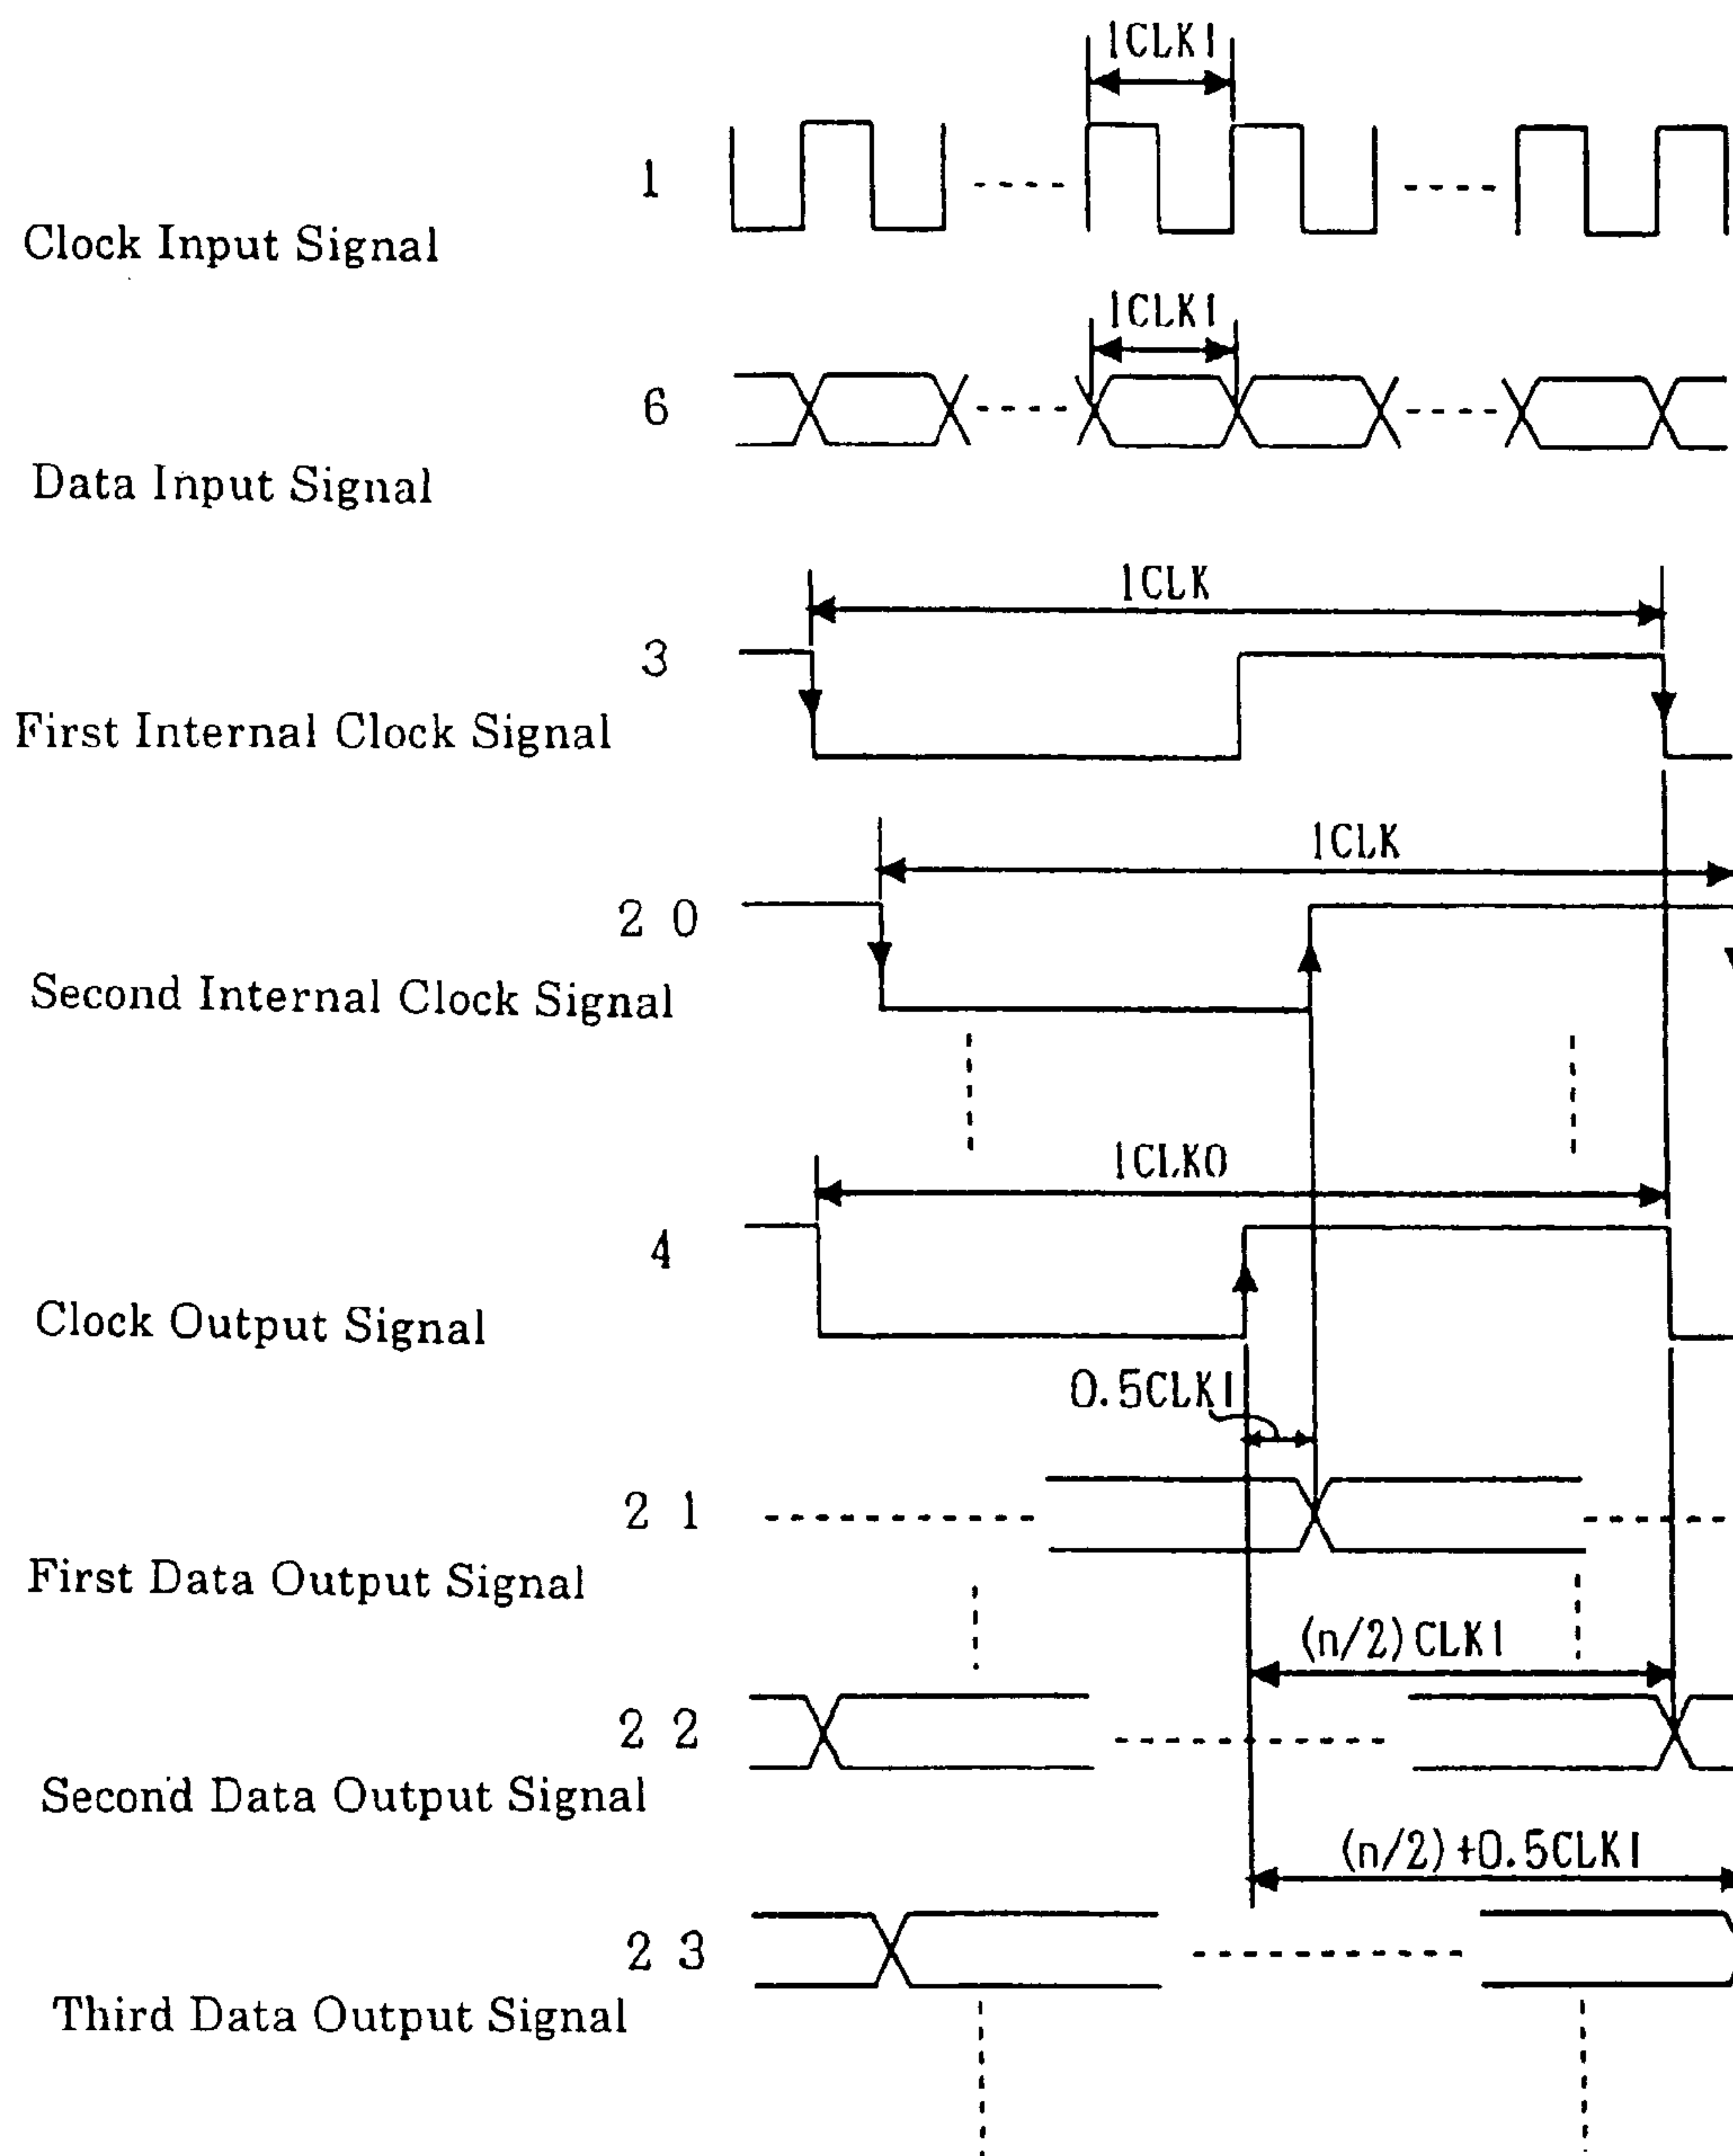 1CLK1
1
Clock Input Signal
1CLK1
6
Data Input Signal
1CLK
3
First Internal Clock Signal
1CLK
2 0
Second Internal Clock Signal
1CLKO
4
Clock Output Signal
0.5CLK1
2 1
First Data Output Signal
(n/2) CLK1
2 2
Second Data Output Signal
(n/2)+0.5CLK1
2 3
Third Data Output Signal